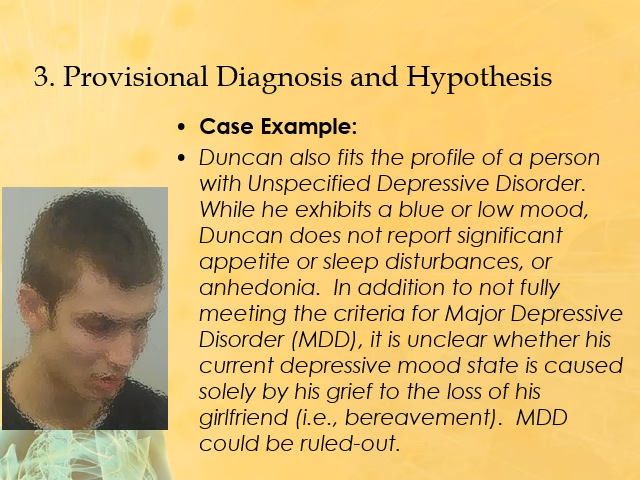 3. Provisional Diagnosis and Hypothesis
• Case Example:
• Duncan also fits the profile of a person
with Unspecified Depressive Disorder.
While he exhibits a blue or low mood,
Duncan does not report significant
appetite or sleep disturbances, or
anhedonia.  In addition to not fully
meeting the criteria for Major Depressive
Disorder (MDD), it is unclear whether his
current depressive mood state is caused
solely by his grief to the loss of his
girlfriend (i.e., bereavement).  MDD
could be ruled-out.